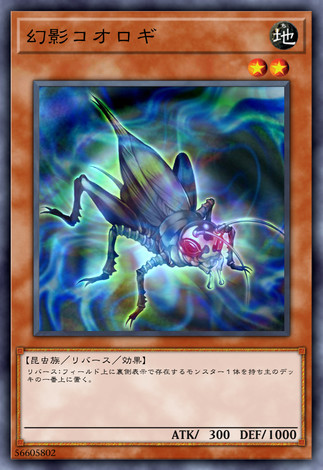 幻影コオロギ
地
【昆虫族／リバース／効果】
リバース：フィールド上に裏側表示で存在するモンスター１体を持ち主のデッ
キの一番上に置く。
ATK/ 300 DEF/1000
56605802